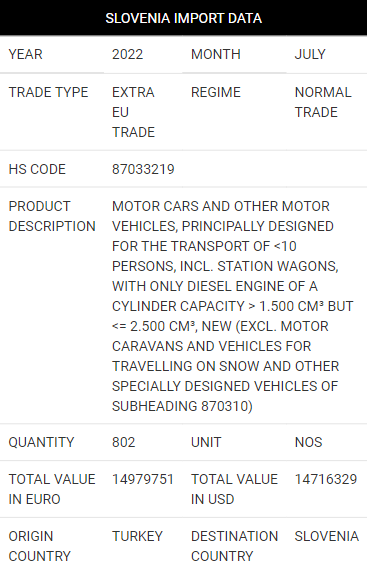 SLOVENIA IMPORT DATA
YEAR 2022 MONTH JULY
TRADE TYPE EXTRA REGIME NORMAL
EU TRADE
TRADE
HS CODE 87033219
PRODUCT MOTOR CARS AND OTHER MOTOR
DESCRIPTION VEHICLES, PRINCIPALLY DESIGNED
FOR THE TRANSPORT OF <10
PERSONS, INCL. STATION WAGONS,
WITH ONLY DIESEL ENGINE OF A
CYLINDER CAPACITY > 1.500 CM³ BUT
<= 2.500 CM³, NEW (EXCL. MOTOR
CARAVANS AND VEHICLES FOR
TRAVELLING ON SNOW AND OTHER
SPECIALLY DESIGNED VEHICLES OF
SUBHEADING 870310)
QUANTITY 802 UNIT NOS
TOTAL VALUE 14979751 TOTAL VALUE 14716329
IN EURO IN USD
ORIGIN TURKEY DESTINATION SLOVENIA
COUNTRY COUNTRY